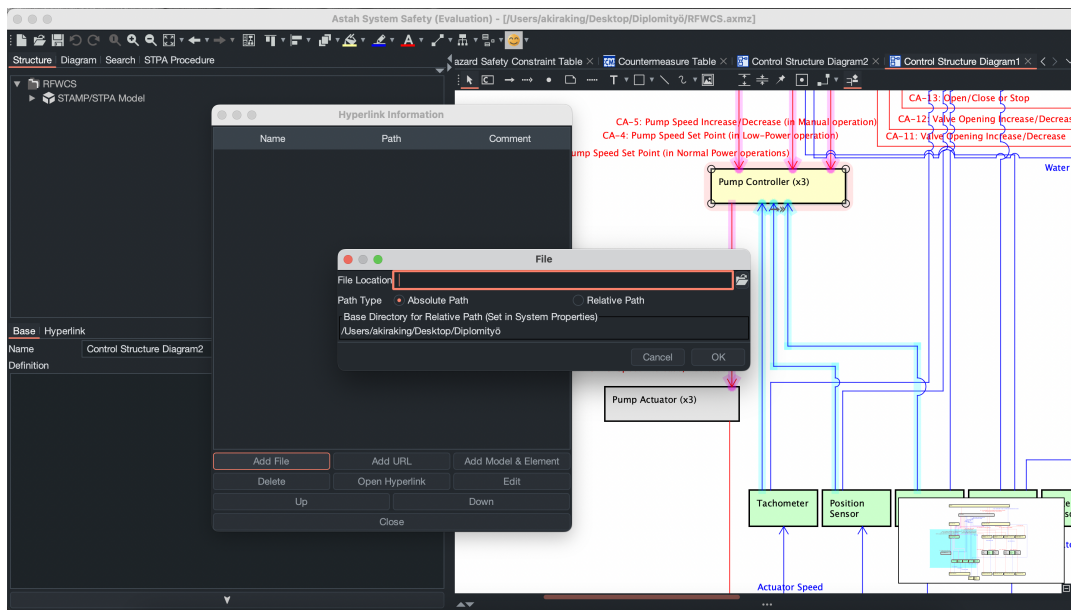 Astah System Safety (Evaluation) - [/Users/akiraking/Desktop/Diplomityö/RFWCS.axmz]
Structure Diagram Search STPA Procedure
azard Safety Constraint Table Countermeasure Table Control Structure Diagram2 Control Structure Diagram1
RFWCS
STAMP/STPA Model
CA-13: Open/Close or Stop
CA-5: Pump Speed Increase/Decrease (in Manual operation)
CA-12: Valve Opening Increase/Decreas
CA-4: Pump Speed Set Point (in Low-Power operation)
CA-11: Valve Opening Increase/Decrease
ump Speed Set Point (in Normal Power operations)
Water
Pump Controller (x3)
Hyperlink Information
Name Path Comment
File
File Location
Path Type Absolute Path Relative Path
Base Directory for Relative Path (Set in System Properties)
/Users/akiraking/Desktop/Diplomityö
Cancel OK
Base Hyperlink
Name Control Structure Diagram2
Definition
Pump Actuator (x3)
Add File Add URL Add Model & Element
Delete Open Hyperlink Edit
Up Down
Close
Tachometer
Position
Sensor
Actuator Speed